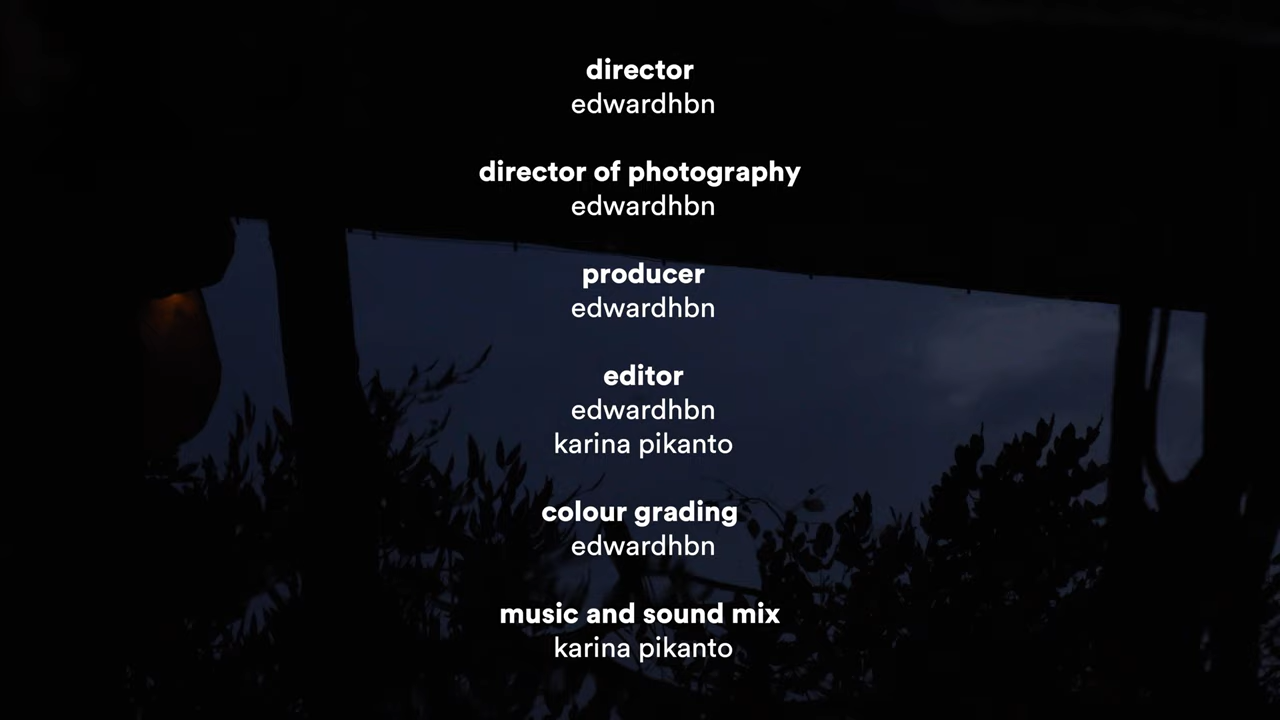 director
edwardhbn
director of photography
edwardhbn
producer
edwardhbn
editor
edwardhbn
karina pikanto
colour grading
edwardhbn
music and sound mix
karina pikanto